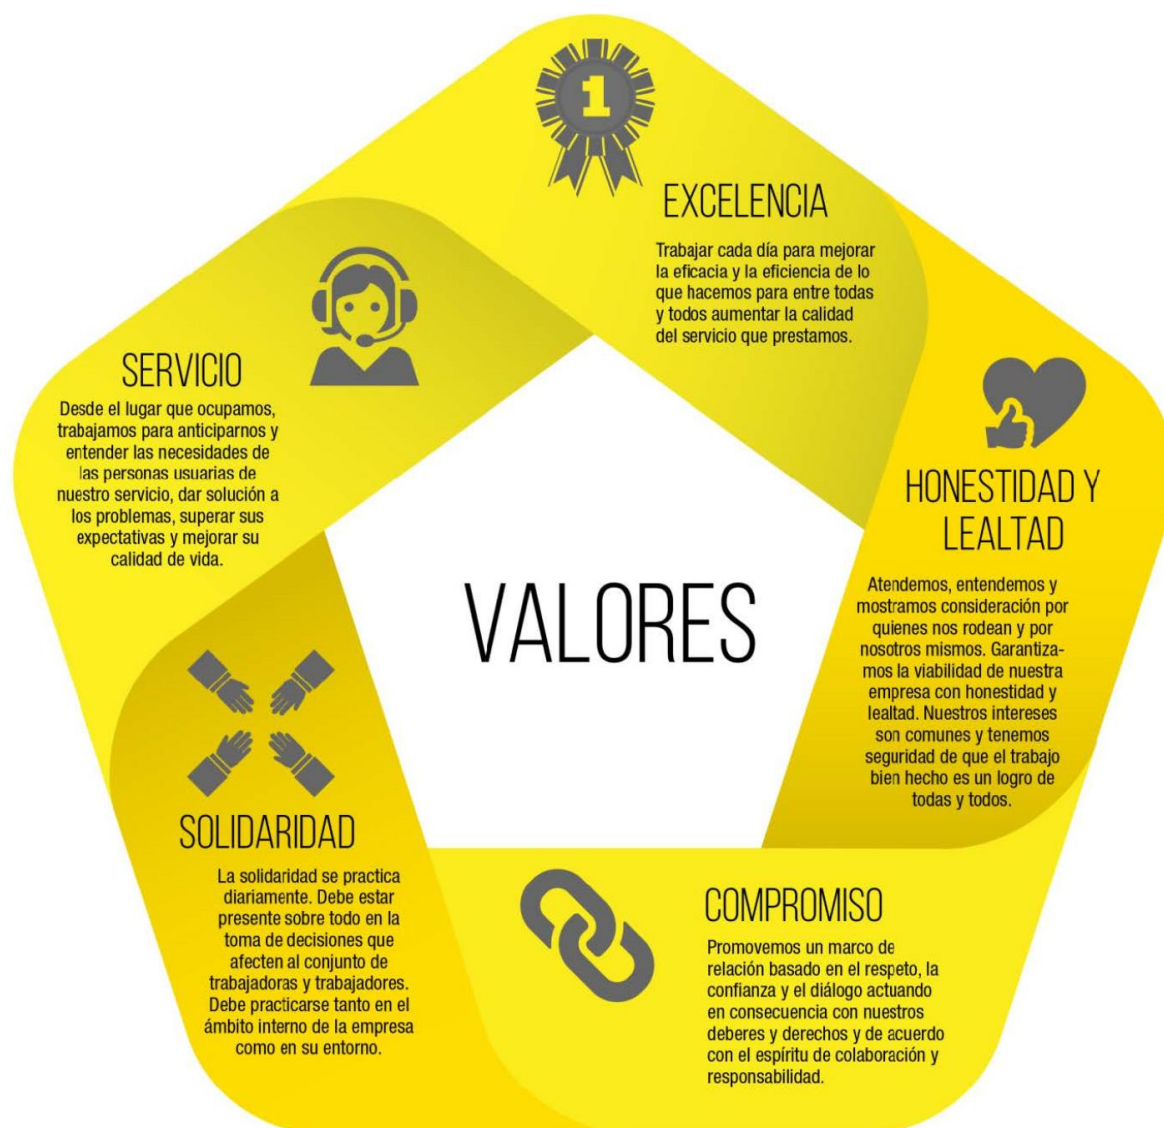 1
EXCELENCIA
Trabajar cada día para mejorar
la eficacia y la eficiencia de lo
que hacemos para entre todas
y todos aumentar la calidad
del servicio que prestamos.
HONESTIDAD Y
LEALTAD
Atendemos, entendemos y
mostramos consideración por
quienes nos rodean y por
nosotros mismos. Garantiza-
mos la viabilidad de nuestra
empresa con honestidad y
lealtad. Nuestros intereses
son comunes y tenemos
seguridad de que el trabajo
bien hecho es un logro de
todas y todos.
COMPROMISO
Promovemos un marco de
relación basado en el respeto, la
confianza y el diálogo actuando
en consecuencia con nuestros
deberes y derechos y de acuerdo
con el espíritu de colaboración y
responsabilidad.
SOLIDARIDAD
La solidaridad se practica
diariamente. Debe estar
presente sobre todo en la
toma de decisiones que
afecten al conjunto de
trabajadoras y trabajadores.
Debe practicarse tanto en el
ámbito interno de la empresa
como en su entorno.
SERVICIO
Desde el lugar que ocupamos,
trabajamos para anticiparnos y
entender las necesidades de
las personas usuarias de
nuestro servicio, dar solución a
los problemas, superar sus
expectativas y mejorar su
calidad de vida.
VALORES